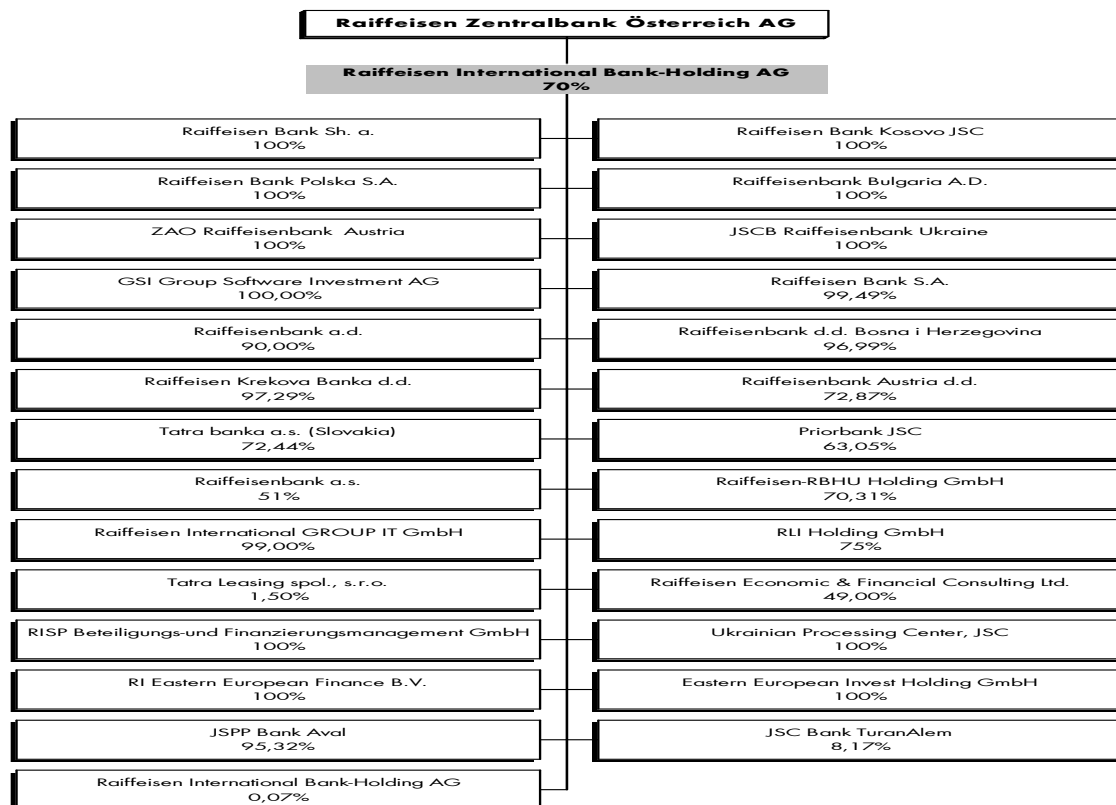 Raiffeisen Zentralbank Österreich AG
Raiffeisen International Bank-Holding AG
70%
Raiffeisen Bank Sh. a.
100%
Raiffeisen Bank Kosovo JSC
100%
Raiffeisen Bank Polska S.A.
100%
Raiffeisenbank Bulgaria A.D.
100%
ZAO Raiffeisenbank Austria
100%
JSCB Raiffeisenbank Ukraine
100%
GSI Group Software Investment AG
100,00%
Raiffeisen Bank S.A.
99,49%
Raiffeisenbank a.d.
90,00%
Raiffeisenbank d.d. Bosna i Herzegovina
96,99%
Raiffeisen Krekova Banka d.d.
97,29%
Raiffeisenbank Austria d.d.
72,87%
Tatra banka a.s. (Slovakia)
72,44%
Priorbank JSC
63,05%
Raiffeisenbank a.s.
51%
Raiffeisen-RBHU Holding GmbH
70,31%
Raiffeisen International GROUP IT GmbH
99,00%
RLI Holding GmbH
75%
Tatra Leasing spol., s.r.o.
1,50%
Raiffeisen Economic & Financial Consulting Ltd.
49,00%
RISP Beteiligungs-und Finanzierungsmanagement GmbH
100%
Ukrainian Processing Center, JSC
100%
RI Eastern European Finance B.V.
100%
Eastern European Invest Holding GmbH
100%
JSPP Bank Aval
95,32%
JSC Bank TuranAlem
8,17%
Raiffeisen International Bank-Holding AG
0,07%